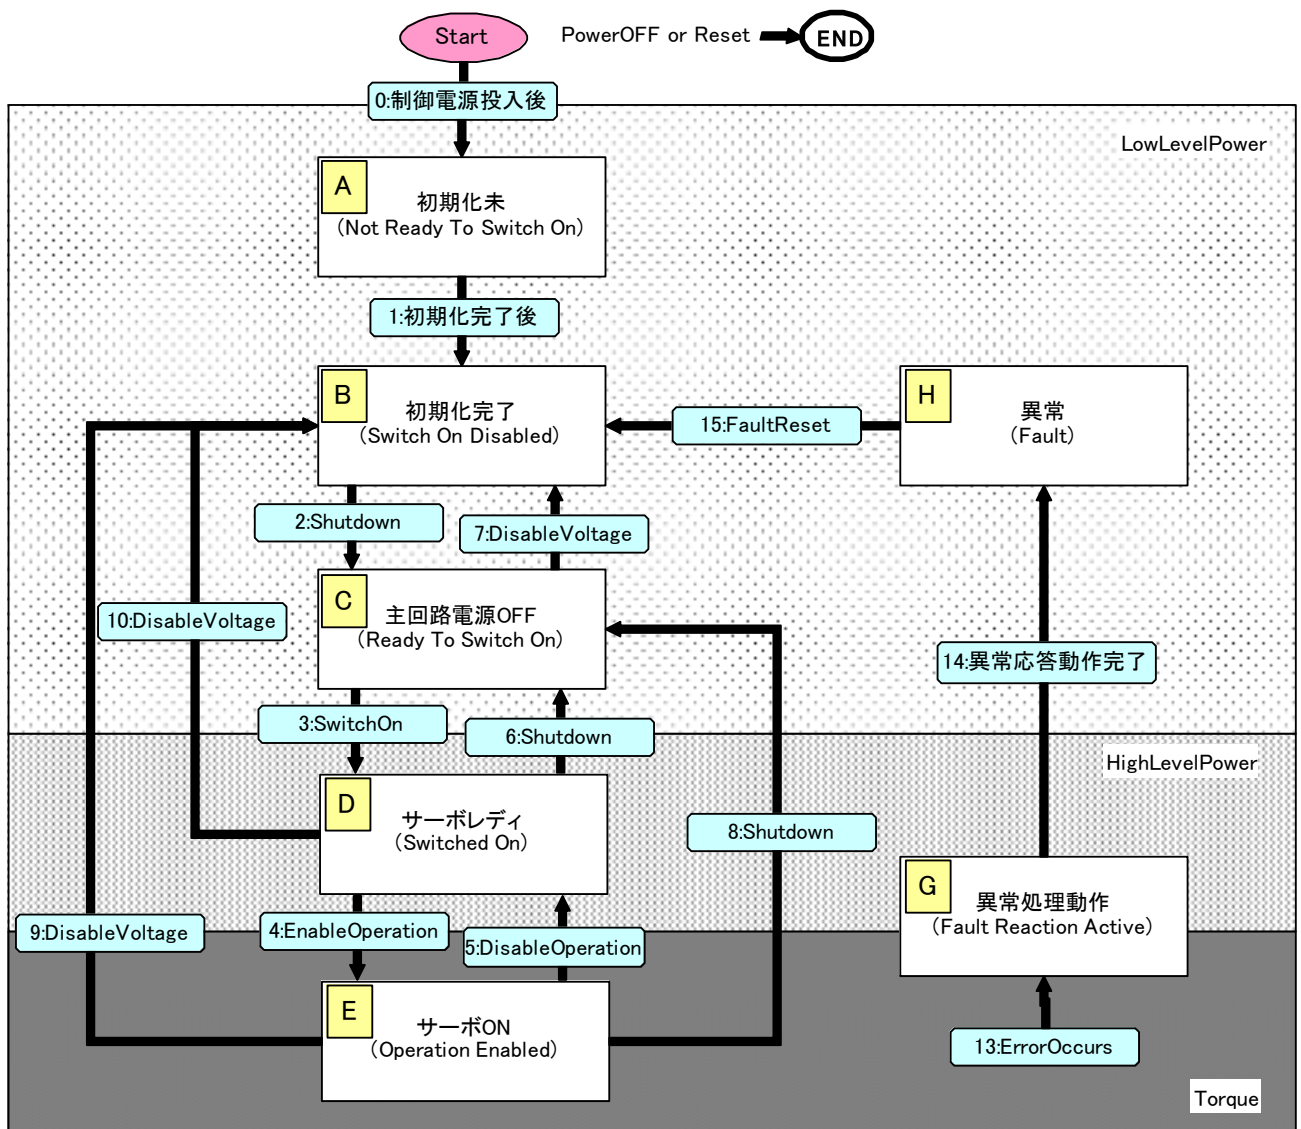 Start
PowerOFF or Reset
END
0:制御電源投入後
LowLevelPower
A
初期化未
(Not Ready To Switch On)
1:初期化完了後
B
初期化完了
(Switch On Disabled)
15:FaultReset
H
異常
(Fault)
2:Shutdown
7:DisableVoltage
C
主回路電源OFF
(Ready To Switch On)
10:DisableVoltage
14:異常応答動作完了
3:SwitchOn
6:Shutdown
HighLevelPower
D
サーボレディ
(Switched On)
8:Shutdown
G
異常処理動作
(Fault Reaction Active)
9:DisableVoltage
4:EnableOperation
5:DisableOperation
E
サーボON
(Operation Enabled)
13:ErrorOccurs
Torque